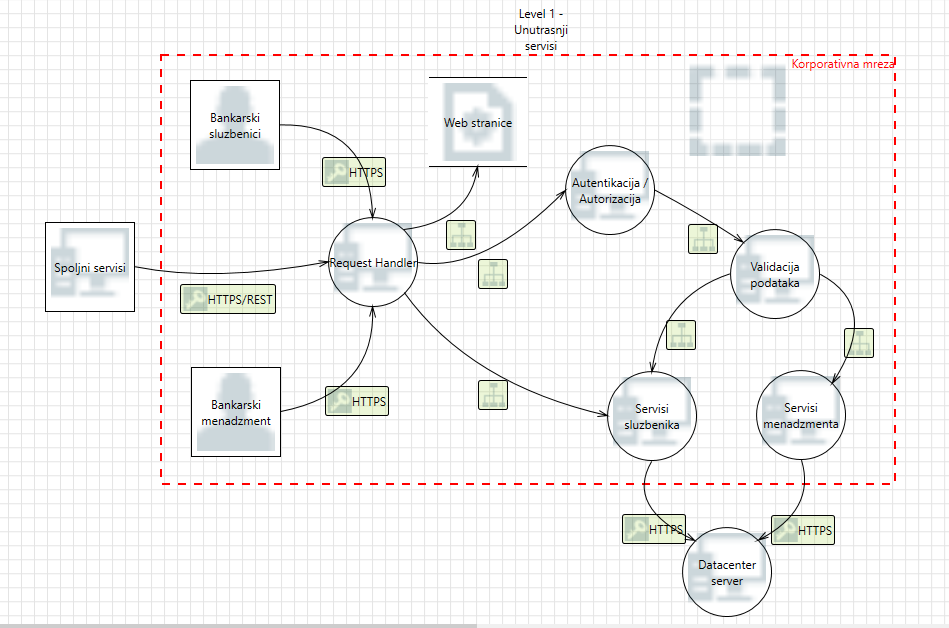 Level 1 -
Unutrasnji
servisi
Korporativna mreza
Bankarski
sluzbenici
Web stranice
HTTPS
Autentikacija /
Autorizacija
Spoljni servisi
Request Handler
Validacija
podataka
HTTPS/REST
Bankarski
menadzment
HTTPS
Servisi
sluzbenika
Servisi
menadzmenta
HTTPS
HTTPS
Datacenter
server